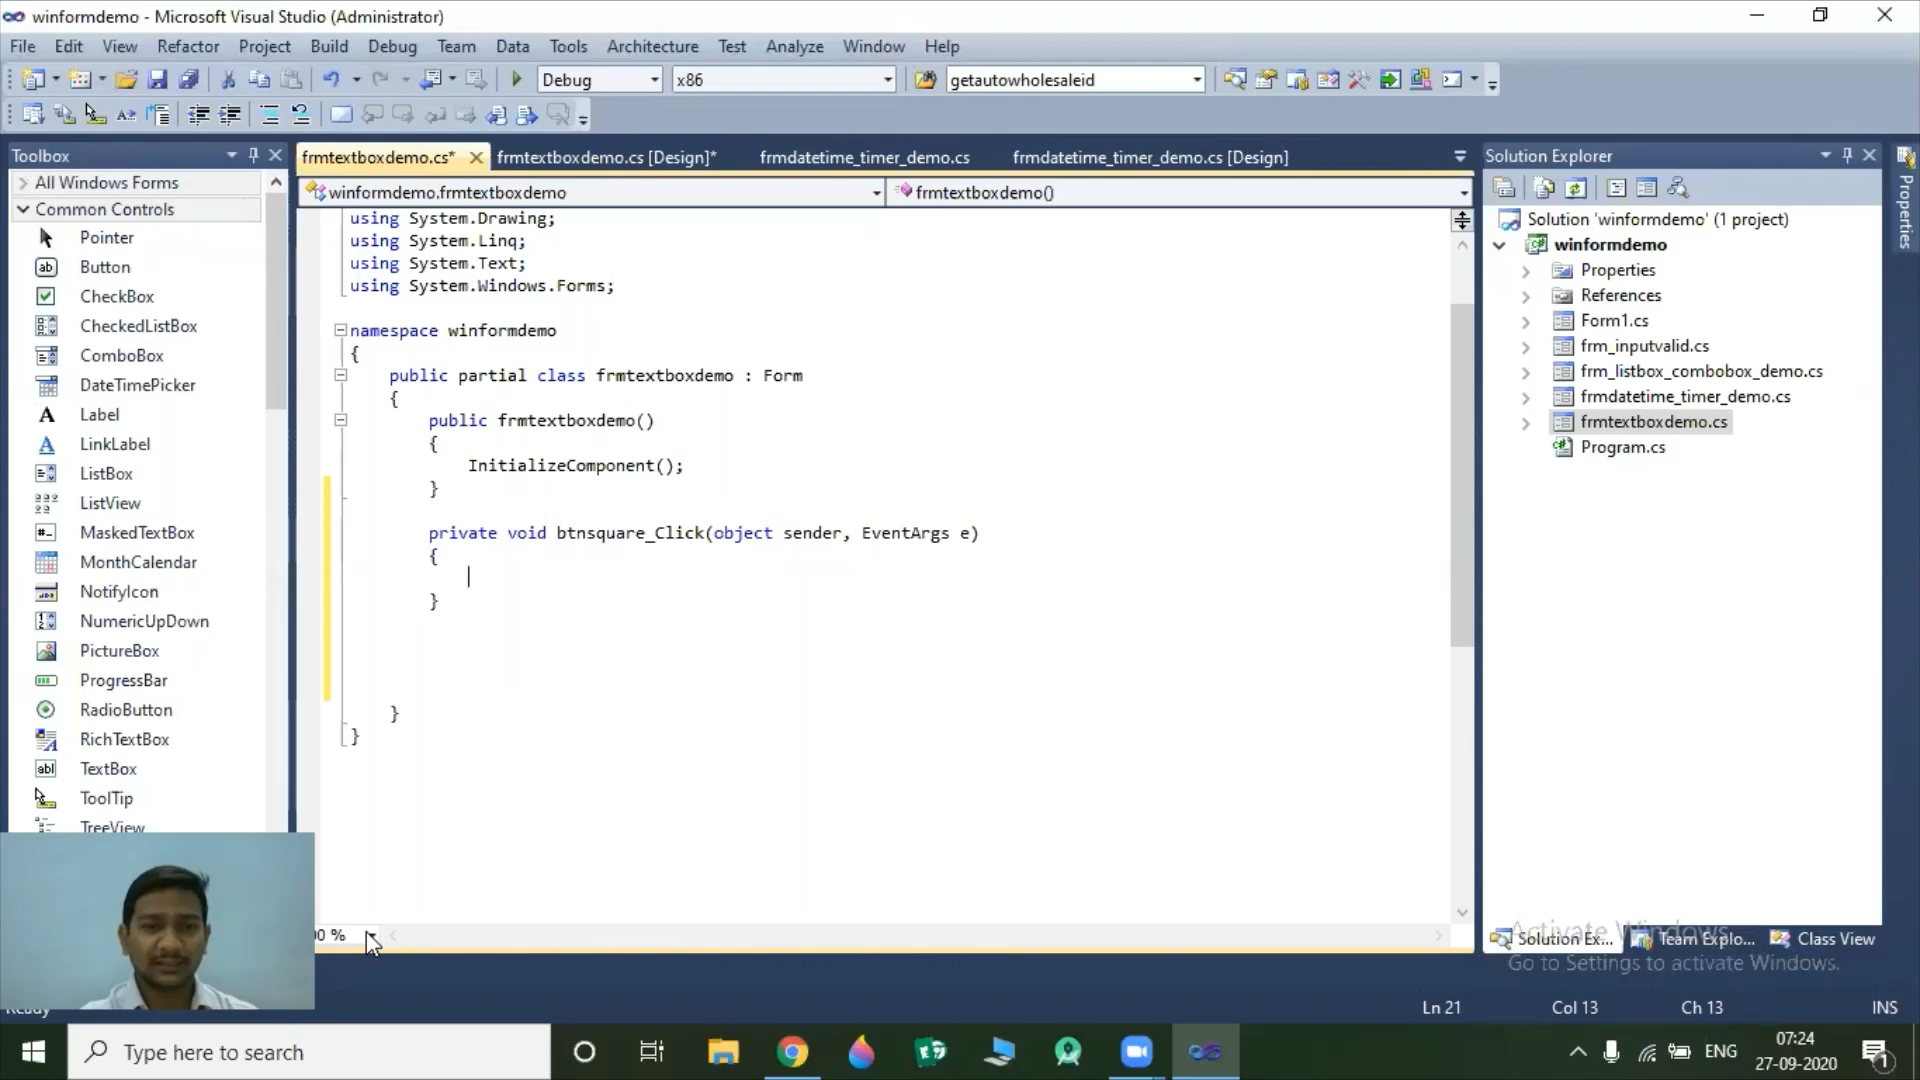 winformdemo - Microsoft Visual Studio (Administrator)
File Edit View Refactor Project Build Debug Team Data Tools Architecture Test Analyze Window Help
Debug x86 getautowholesaleid
Toolbox
All Windows Forms
Common Controls
Pointer
Button
CheckBox
CheckedListBox
ComboBox
DateTimePicker
Label
LinkLabel
ListBox
ListView
MaskedTextBox
MonthCalendar
NotifyIcon
NumericUpDown
PictureBox
ProgressBar
RadioButton
RichTextBox
TextBox
ToolTip
TreeView
frmtextboxdemo.cs* frmtextboxdemo.cs [Design]* frmdatetime_timer_demo.cs frmdatetime_timer_demo.cs [Design]
winformdemo.frmtextboxdemo frmtextboxdemo()
using System.Drawing;
using System.Linq;
using System.Text;
using System.Windows.Forms;
namespace winformdemo
{
public partial class frmtextboxdemo : Form
{
public frmtextboxdemo()
{
InitializeComponent();
}
private void btnsquare_Click(object sender, EventArgs e)
{
}
}
}
00 %
Solution Explorer
Solution 'winformdemo' (1 project)
winformdemo
Properties
References
Form1.cs
frm_inputvalid.cs
frm_listbox_combobox_demo.cs
frmdatetime_timer_demo.cs
frmtextboxdemo.cs
Program.cs
Properties
Activate Windows
Go to Settings to activate Windows.
Solution Ex... Team Explo... Class View
Ready Ln 21 Col 13 Ch 13 INS
Type here to search
ENG
07:24
27-09-2020
1